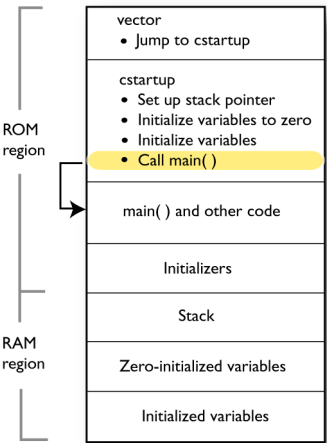 vector
• Jump to cstartup
cstartup
• Set up stack pointer
• Initialize variables to zero
• Initialize variables
• Call main( )
ROM
region
main( ) and other code
Initializers
Stack
RAM
region
Zero-initialized variables
Initialized variables